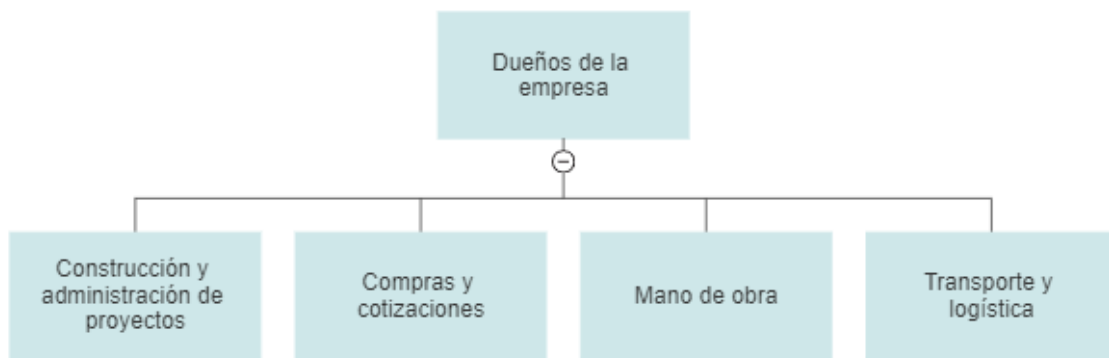 Dueños de la
empresa
Construcción y
administración de
proyectos
Compras y
cotizaciones
Mano de obra
Transporte y
logística